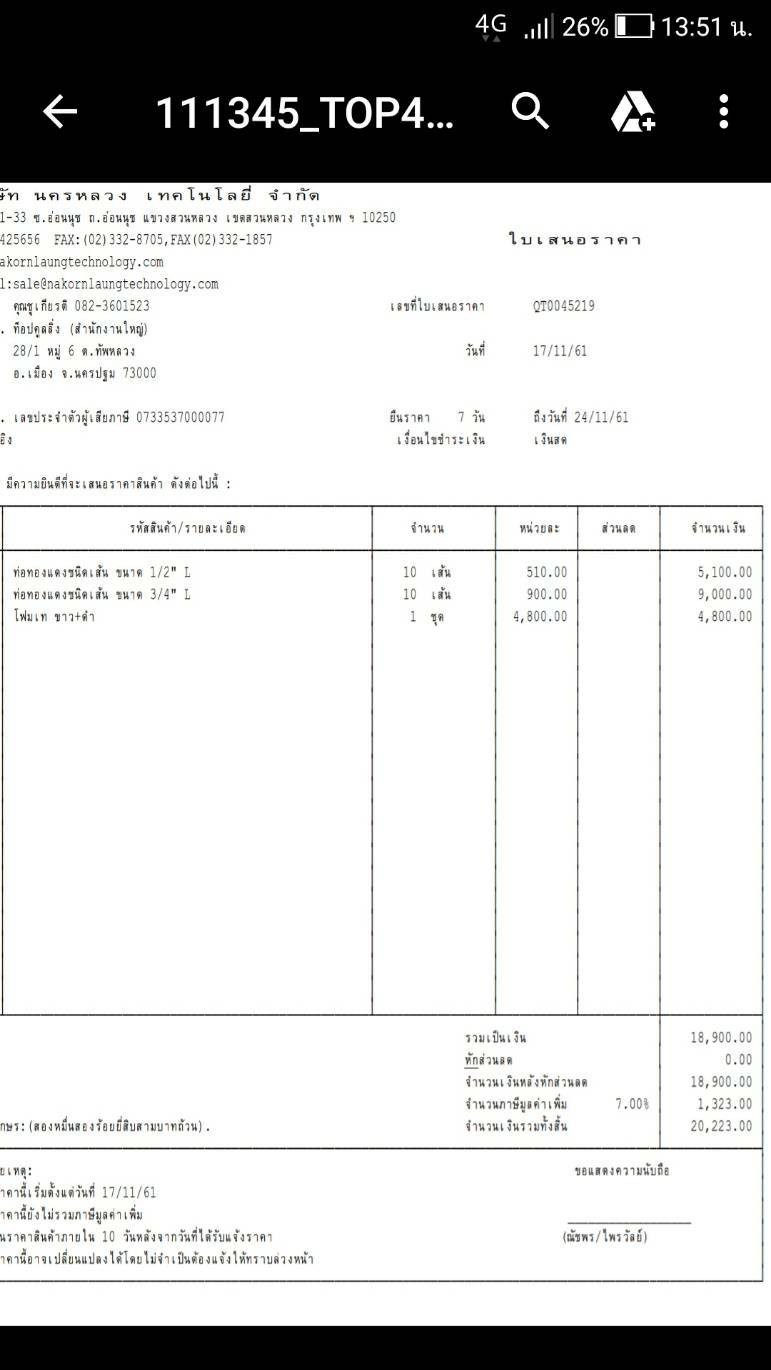 4G 26% 13:51 น.
111345_TOP4...
ษัท นครหลวง เทคโนโลยี่ จำกัด
1-33 ซ.อ่อนนุช ถ.อ่อนนุช แขวงสวนหลวง เขตสวนหลวง กรุงเทพ ฯ 10250
425656 FAX:(02)332-8705,FAX(02)332-1857
ใบเสนอราคา
akornlaungtechnology.com
l:sale@nakornlaungtechnology.com
คุณชูเกียรติ 082-3601523 เลขที่ใบเสนอราคา QT0045219
. ท็อปคูลลิ่ง (สำนักงานใหญ่)
28/1 หมู่ 6 ต.ทัพหลวง วันที่ 17/11/61
อ.เมือง จ.นครปฐม 73000
. เลขประจำตัวผู้เสียภาษี 0733537000077 ยืนราคา 7 วัน ถึงวันที่ 24/11/61
อิง เงื่อนไขชำระเงิน เงินสด
มีความยินดีที่จะเสนอราคาสินค้า ดังต่อไปนี้ :
รหัสสินค้า/รายละเอียด จำนวน หน่วยละ ส่วนลด จำนวนเงิน
ท่อทองแดงชนิดเส้น ขนาด 1/2" L 10 เส้น 510.00 5,100.00
ท่อทองแดงชนิดเส้น ขนาด 3/4" L 10 เส้น 900.00 9,000.00
โฟมเท ขาว+ดำ 1 ชุด 4,800.00 4,800.00
รวมเป็นเงิน 18,900.00
หักส่วนลด 0.00
จำนวนเงินหลังหักส่วนลด 18,900.00
จำนวนภาษีมูลค่าเพิ่ม 7.00% 1,323.00
กษร:(สองหมื่นสองร้อยยี่สิบสามบาทถ้วน). จำนวนเงินรวมทั้งสิ้น 20,223.00
ยเหตุ: ขอแสดงความนับถือ
าคานี้เริ่มตั้งแต่วันที่ 17/11/61
าคานี้ยังไม่รวมภาษีมูลค่าเพิ่ม
นราคาสินค้าภายใน 10 วันหลังจากวันที่ได้รับแจ้งราคา (ณัชพร/ไพรวัลย์)
าคานี้อาจเปลี่ยนแปลงได้โดยไม่จำเป็นต้องแจ้งให้ทราบล่วงหน้า